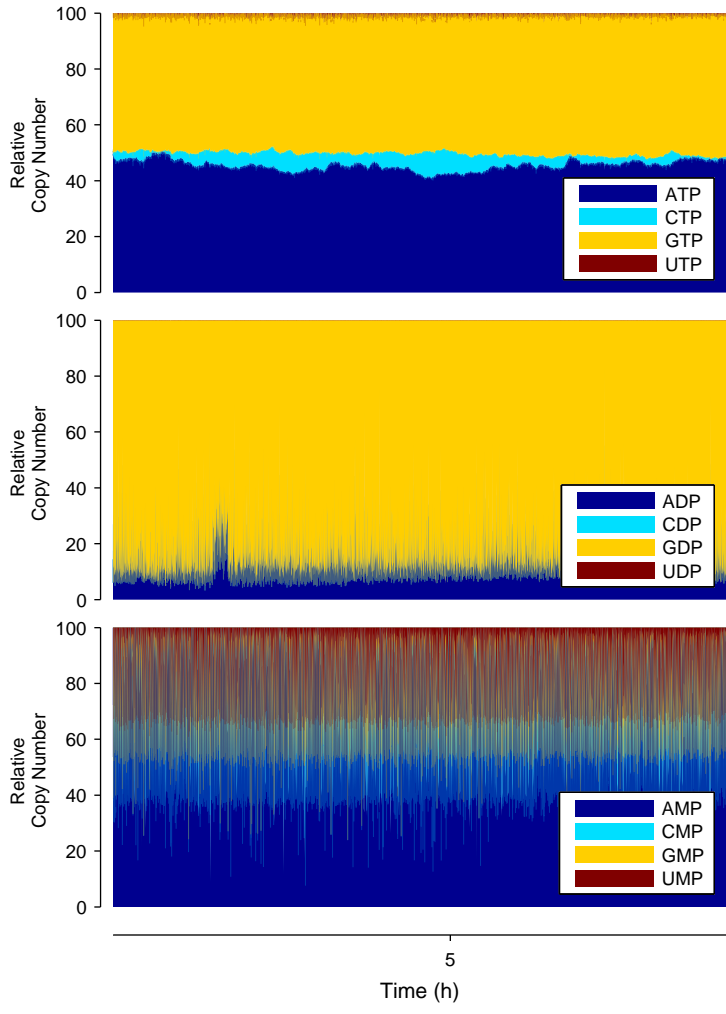 100
80
60
40
20
0
Relative
Copy Number
ATP
CTP
GTP
UTP
100
80
60
40
20
0
Relative
Copy Number
ADP
CDP
GDP
UDP
100
80
60
40
20
0
Relative
Copy Number
AMP
CMP
GMP
UMP
5
Time (h)